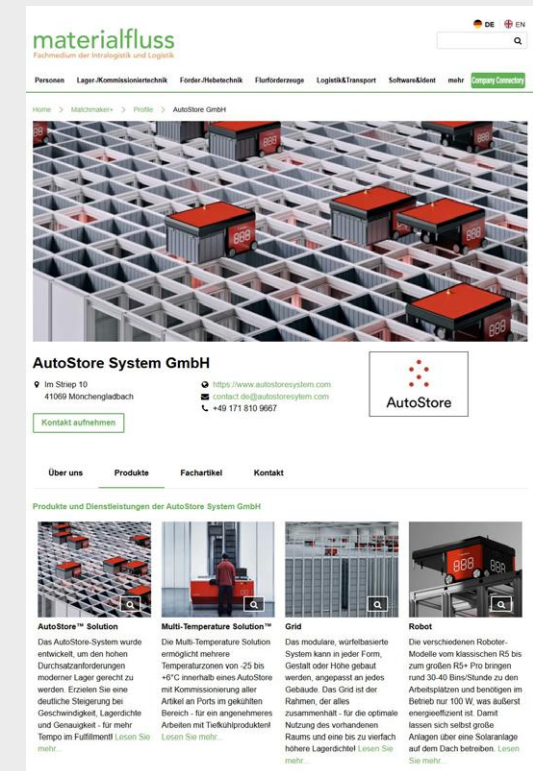 DE EN
materialfluss
Fachmedium der Intralogistik und Logistik
Personen Lager-/Kommissioniertechnik Förder-/Hebetechnik Flurförderzeuge Logistik&Transport Software&Ident mehr Company Connectory
Home > Matchmaker+ > Profile > AutoStore GmbH
888
888
888
AutoStore System GmbH
Im Striep 10
41069 Mönchengladbach
https://www.autostoresystem.com
contact.de@autostoresytem.com
+49 171 810 9667
Kontakt aufnehmen
AutoStore
Über uns Produkte Fachartikel Kontakt
Produkte und Dienstleistungen der AutoStore System GmbH
AutoStore™ Solution
Das AutoStore-System wurde
entwickelt, um den hohen
Durchsatzanforderungen
moderner Lager gerecht zu
werden. Erzielen Sie eine
deutliche Steigerung bei
Geschwindigkeit, Lagerdichte
und Genauigkeit - für mehr
Tempo im Fulfillment! Lesen Sie
mehr...
Multi-Temperature Solution™
Die Multi-Temperature Solution
ermöglicht mehrere
Temperaturzonen von -25 bis
+6°C innerhalb eines AutoStore
mit Kommissionierung aller
Artikel an Ports im gekühlten
Bereich - für ein angenehmeres
Arbeiten mit Tiefkühlprodukten!
Lesen Sie mehr...
Grid
Das modulare, würfelbasierte
System kann in jeder Form,
Gestalt oder Höhe gebaut
werden, angepasst an jedes
Gebäude. Das Grid ist der
Rahmen, der alles
zusammenhält - für die optimale
Nutzung des vorhandenen
Raums und eine bis zu vierfach
höhere Lagerdichte! Lesen Sie
mehr...
Robot
Die verschiedenen Roboter-
Modelle vom klassischen R5 bis
zum großen R5+ Pro bringen
rund 30-40 Bins/Stunde zu den
Arbeitsplätzen und benötigen im
Betrieb nur 100 W, was äußerst
energieeffizient ist. Damit
lassen sich selbst große
Anlagen über eine Solaranlage
auf dem Dach betreiben. Lesen
Sie mehr...